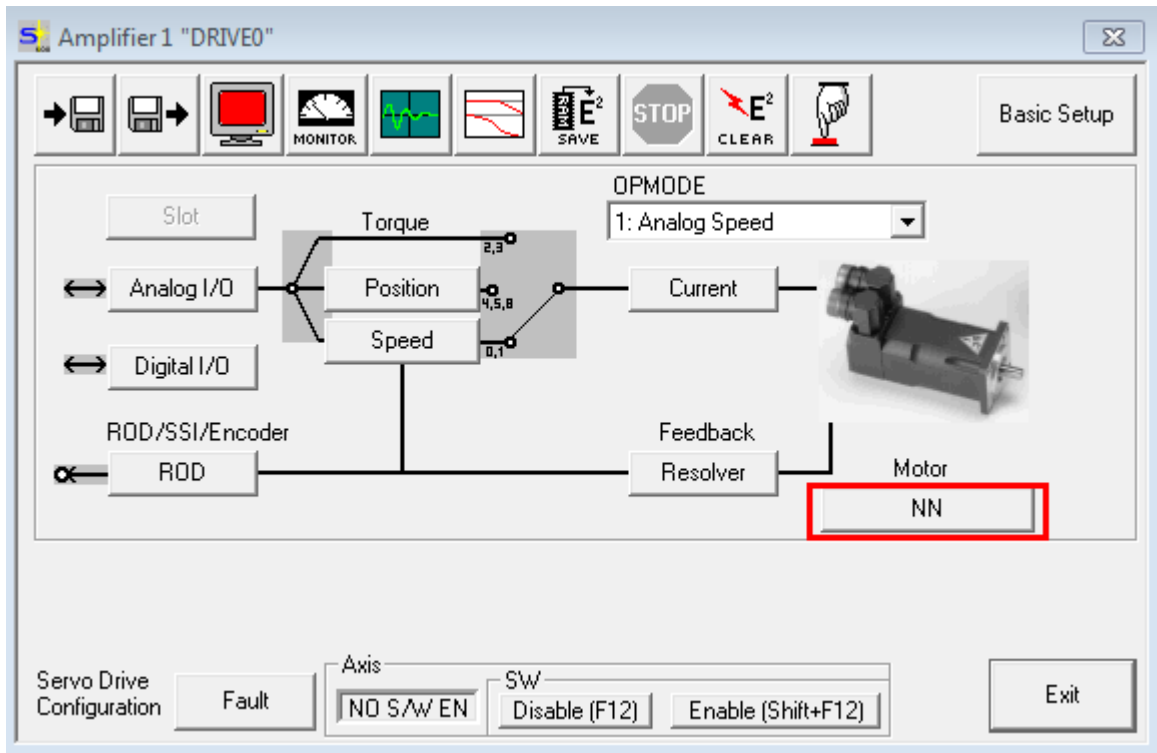 Amplifier 1 "DRIVE0"
MONITOR
E²
SAVE
STOP
E²
CLEAR
Basic Setup
OPMODE
1: Analog Speed
Slot
Torque
2,3
Analog I/O
Position
4,5,8
Current
Speed
0,1
Digital I/O
ROD/SSI/Encoder
ROD
Feedback
Resolver
Motor
NN
Servo Drive
Configuration
Fault
Axis
NO S/W EN
SW
Disable (F12)
Enable (Shift+F12)
Exit